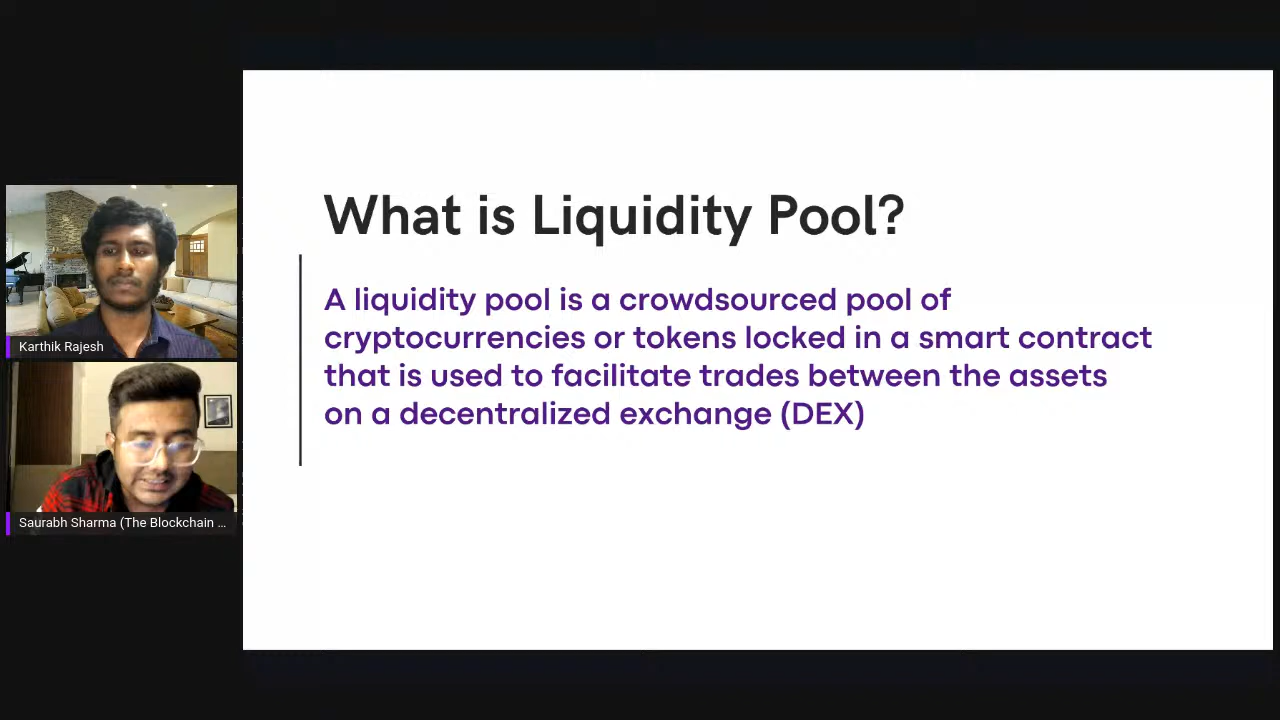 What is Liquidity Pool?
A liquidity pool is a crowdsourced pool of
cryptocurrencies or tokens locked in a smart contract
that is used to facilitate trades between the assets
on a decentralized exchange (DEX)
Karthik Rajesh
Saurabh Sharma (The Blockchain ...